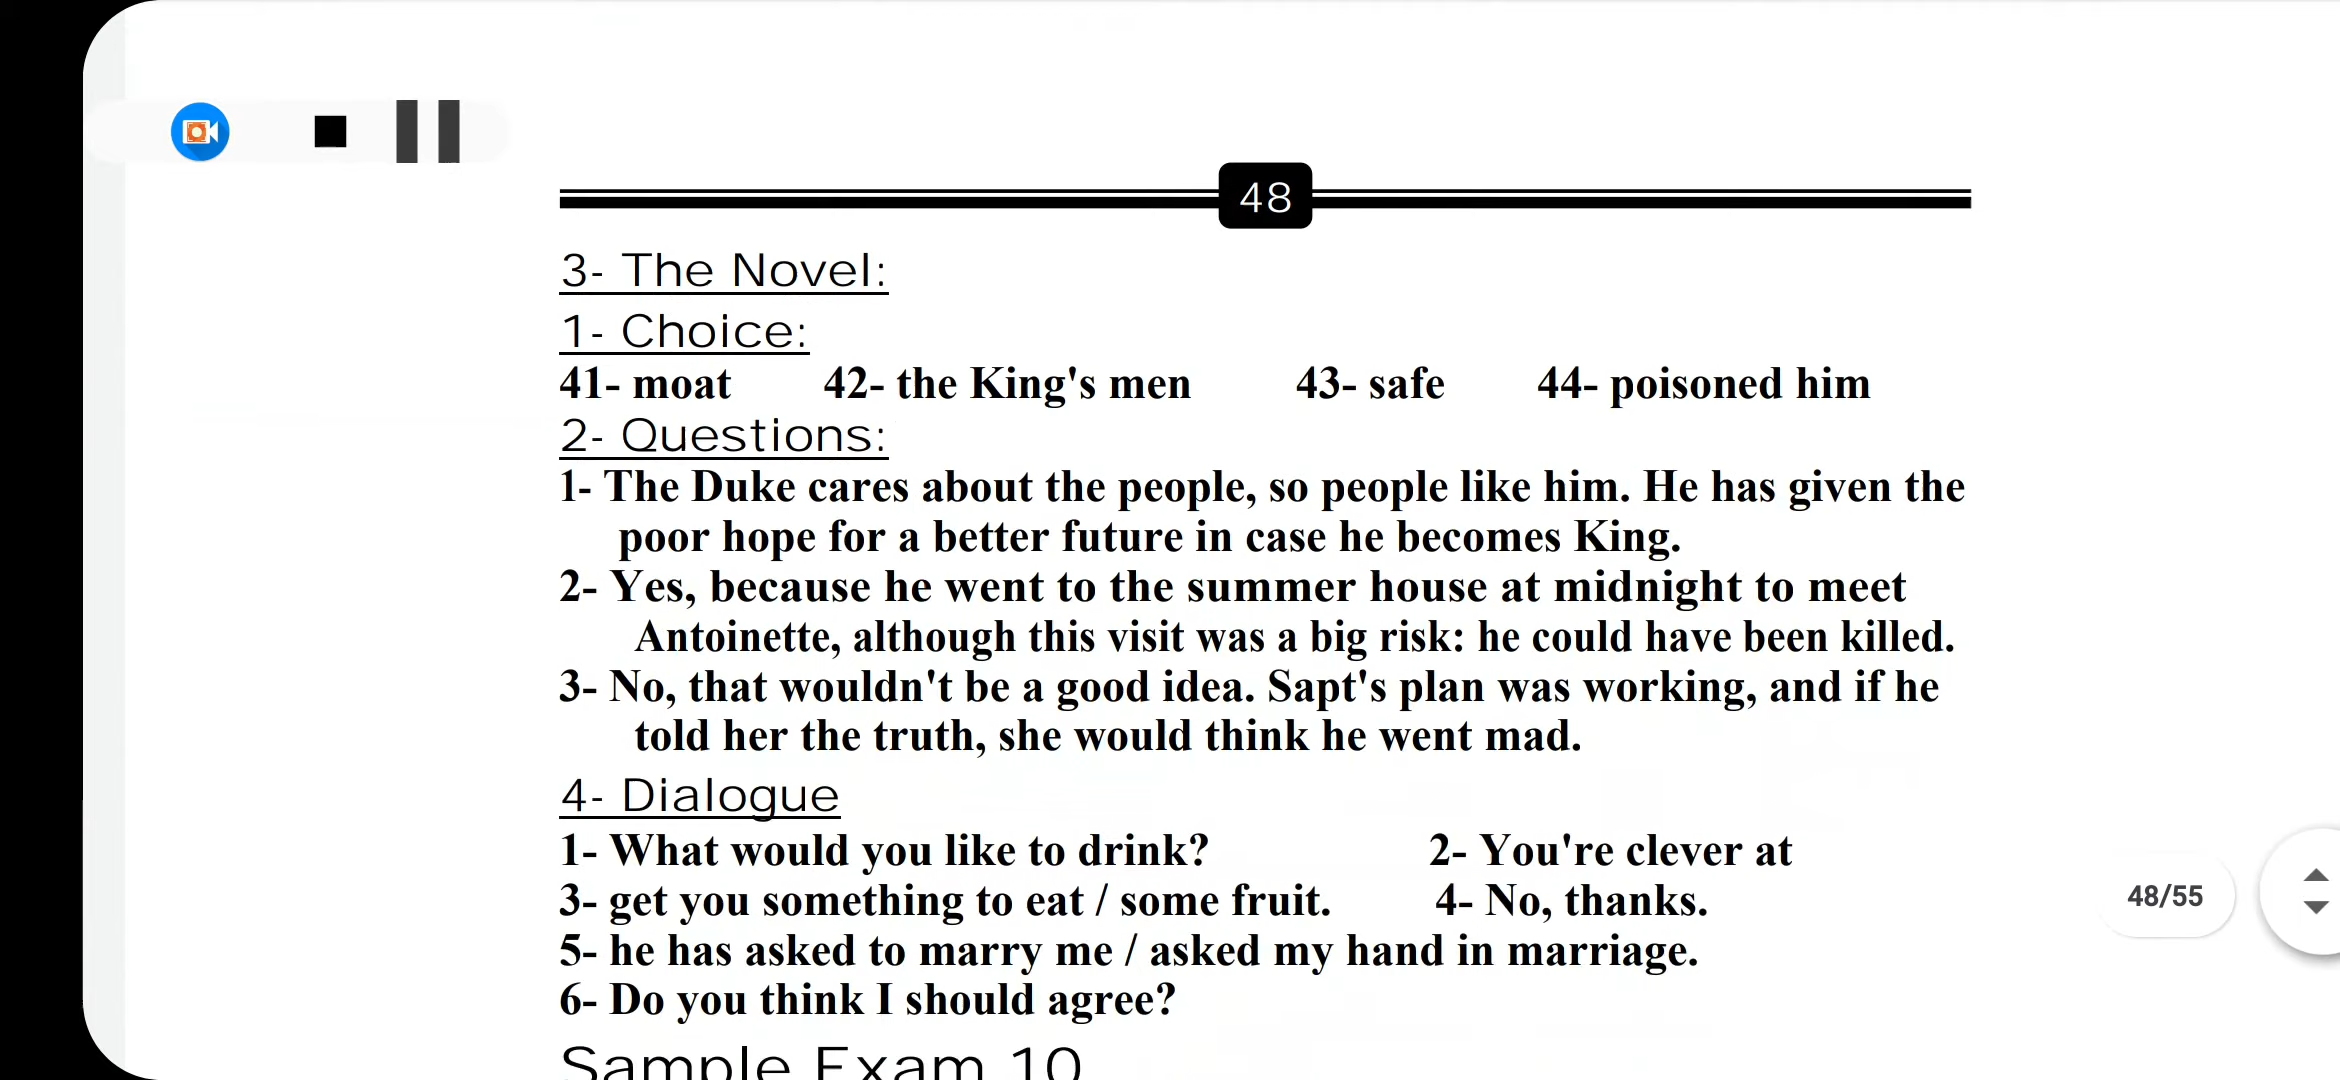 48
3- The Novel:
1- Choice:
41- moat 42- the King's men 43- safe 44- poisoned him
2- Questions:
1- The Duke cares about the people, so people like him. He has given the
poor hope for a better future in case he becomes King.
2- Yes, because he went to the summer house at midnight to meet
Antoinette, although this visit was a big risk: he could have been killed.
3- No, that wouldn't be a good idea. Sapt's plan was working, and if he
told her the truth, she would think he went mad.
4- Dialogue
1- What would you like to drink? 2- You're clever at
3- get you something to eat / some fruit. 4- No, thanks.
48/55
5- he has asked to marry me / asked my hand in marriage.
6- Do you think I should agree?
Sample Exam 10